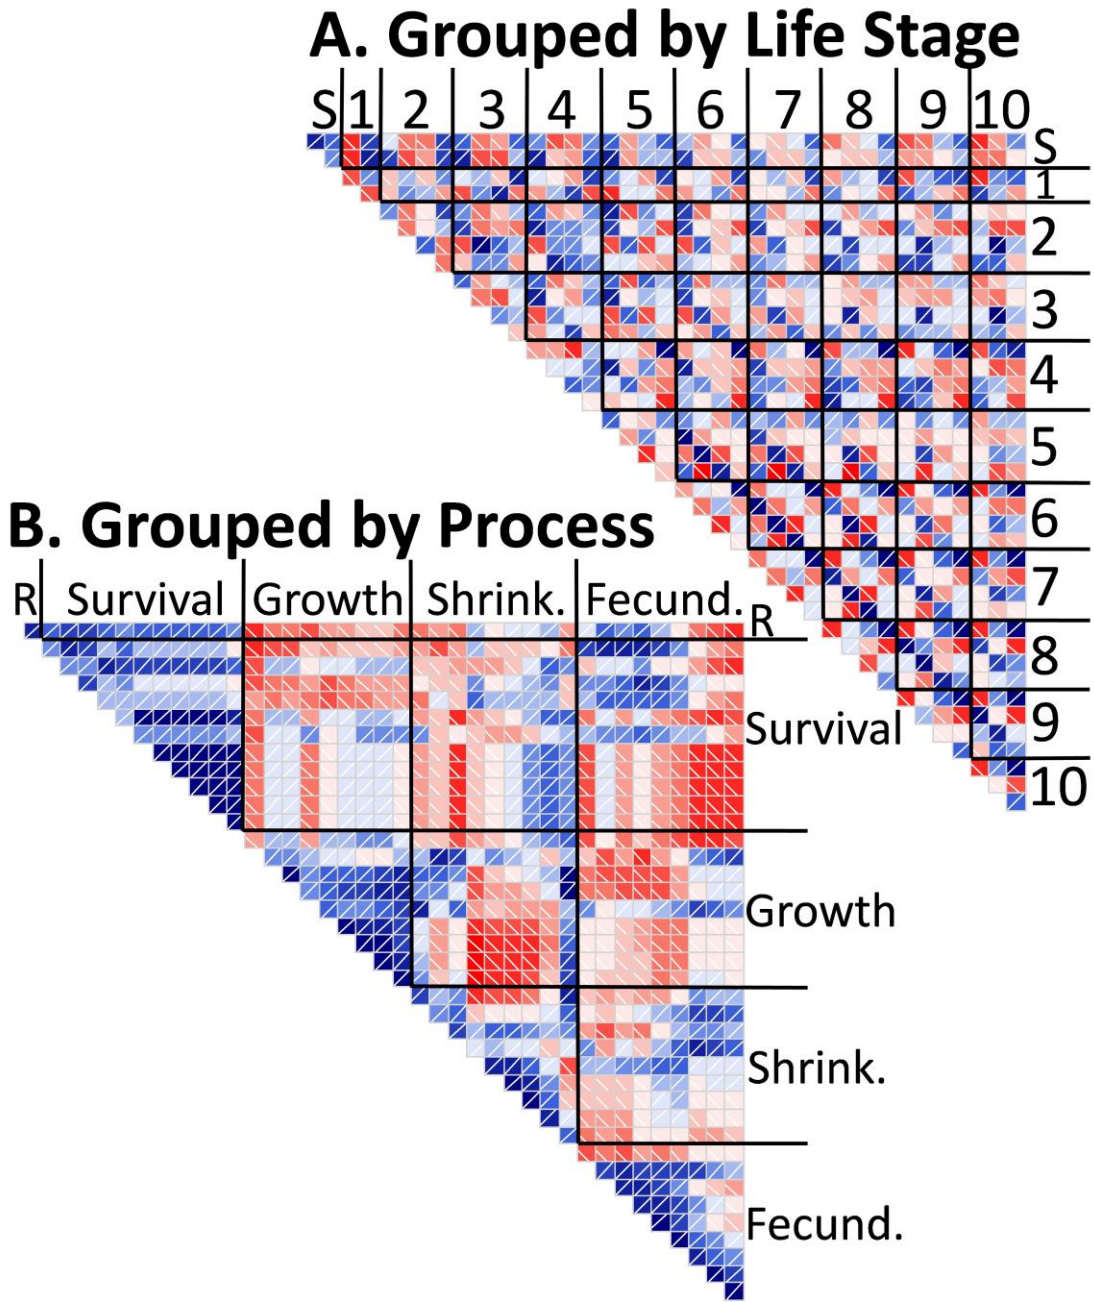 A. Grouped by Life Stage
S 1 2 3 4 5 6 7 8 9 10
S
1
2
3
4
5
6
7
8
9
10
B. Grouped by Process
R Survival Growth Shrink. Fecund.
R
Survival
Growth
Shrink.
Fecund.